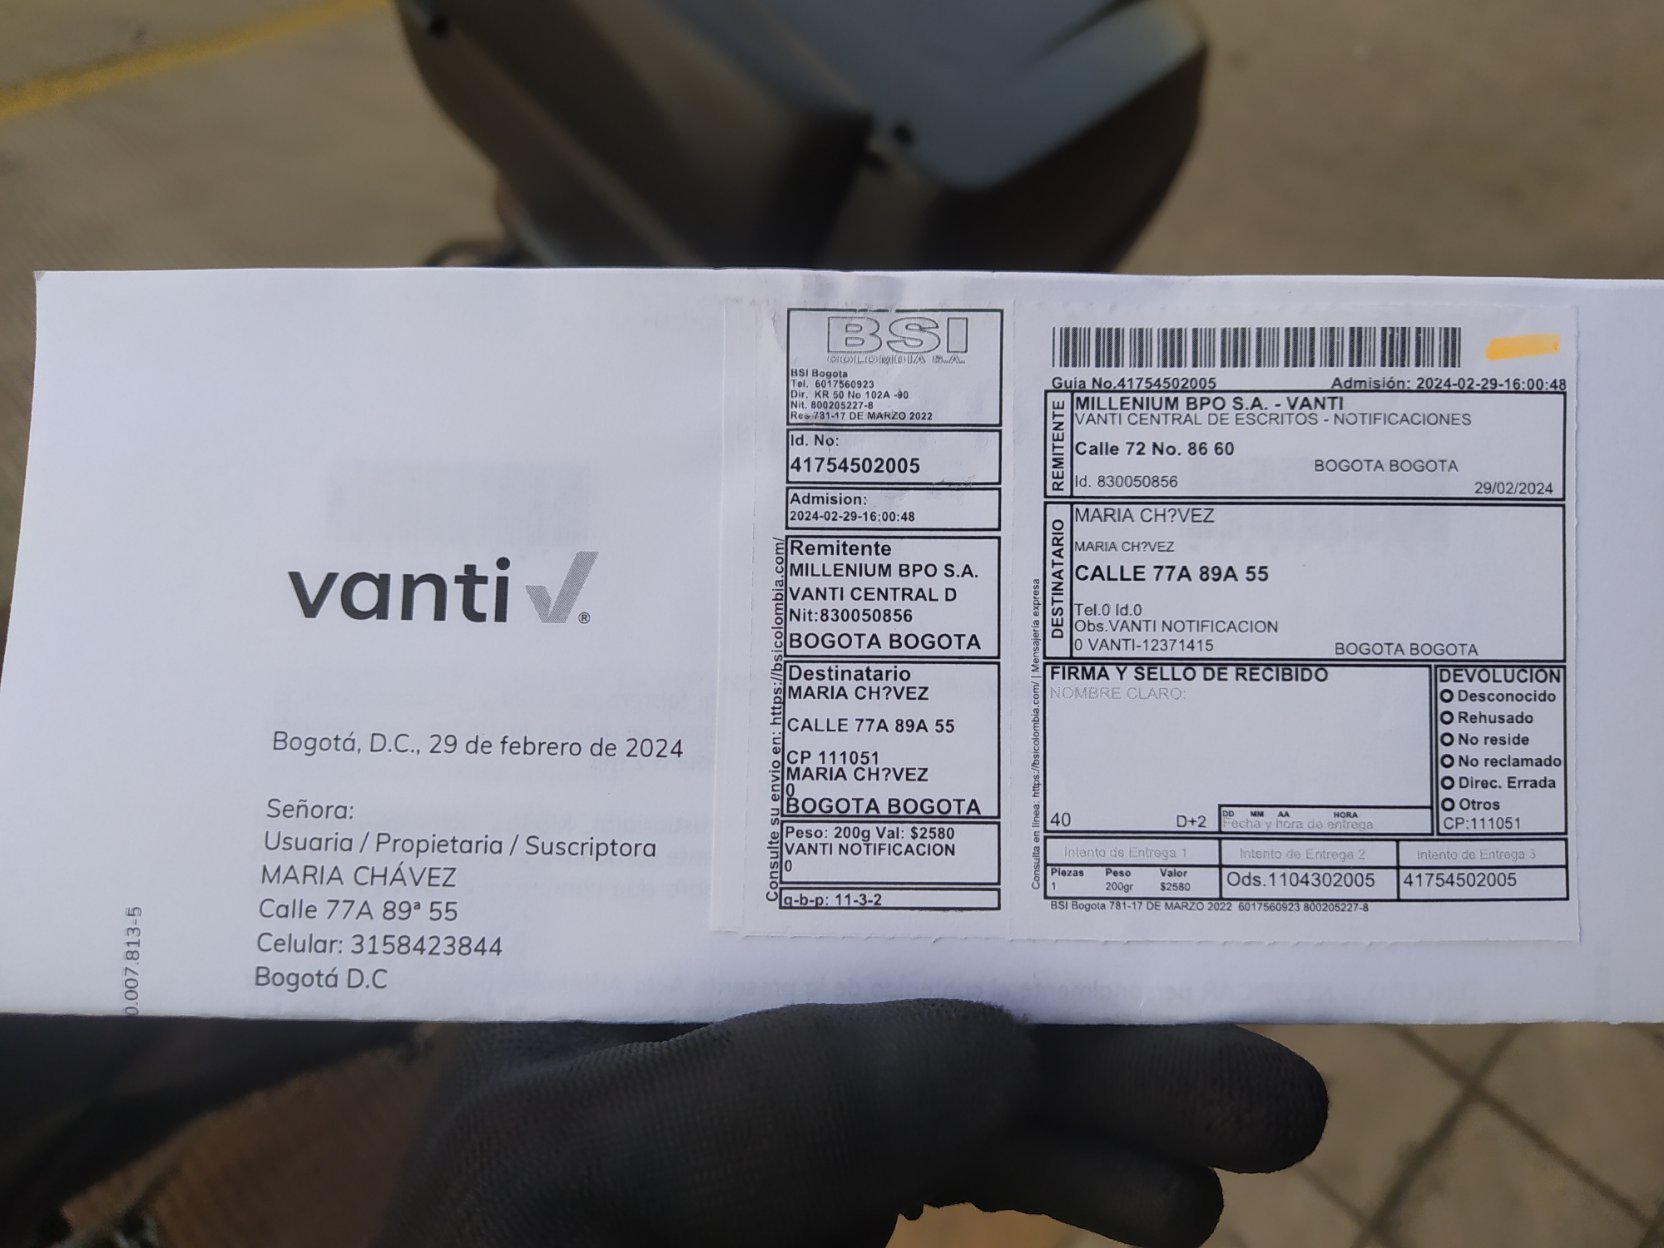 vanti
Bogotá, D.C., 29 de febrero de 2024
Señora:
Usuaria / Propietaria / Suscriptora
MARIA CHÁVEZ
Calle 77A 89ª 55
Celular: 3158423844
Bogotá D.C
0.007.813-5
BSI
COLOMBIA S.A.
BSI Bogota
Tel. 6017560923
Dir. KR 50 No 102A -90
Nit. 800205227-8
Res 781-17 DE MARZO 2022
Id. No:
41754502005
Admision:
2024-02-29-16:00:48
Remitente
MILLENIUM BPO S.A.
VANTI CENTRAL D
Nit:830050856
BOGOTA BOGOTA
Destinatario
MARIA CH?VEZ
CALLE 77A 89A 55
CP 111051
MARIA CH?VEZ
0
BOGOTA BOGOTA
Peso: 200g Val: $2580
VANTI NOTIFICACION
0
q-b-p: 11-3-2
Consulte su envio en: https://bsicolombia.com/
Guia No.41754502005 Admisión: 2024-02-29-16:00:48
REMITENTE
MILLENIUM BPO S.A. - VANTI
VANTI CENTRAL DE ESCRITOS - NOTIFICACIONES
Calle 72 No. 86 60
BOGOTA BOGOTA
Id. 830050856
29/02/2024
DESTINATARIO
MARIA CH?VEZ
MARIA CH?VEZ
CALLE 77A 89A 55
Tel.0 Id.0
Obs.VANTI NOTIFICACION
0 VANTI-12371415 BOGOTA BOGOTA
FIRMA Y SELLO DE RECIBIDO
NOMBRE CLARO:
40 D+2
DD MM AA HORA
Fecha y hora de entrega
DEVOLUCIÓN
Desconocido
Rehusado
No reside
No reclamado
Direc. Errada
Otros
CP:111051
Intento de Entrega 1 Intento de Entrega 2 Intento de Entrega 3
Piezas Peso Valor
1 200gr $2580
Ods.1104302005
41754502005
BSI Bogota 781-17 DE MARZO 2022 6017560923 800205227-8
Consulta en linea: https://bsicolombia.com/ | Mensajeria expresa